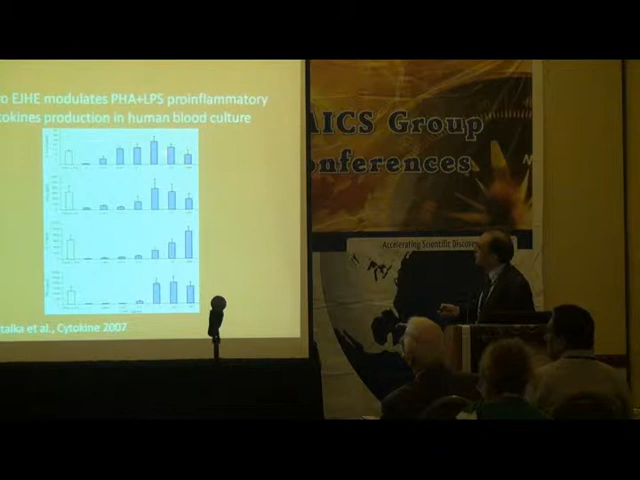 o EJHE modulates PHA+LPS proinflammatory
tokines production in human blood culture
talka et al., Cytokine 2007
AICS Group
onferences
Accelerating Scientific Discove